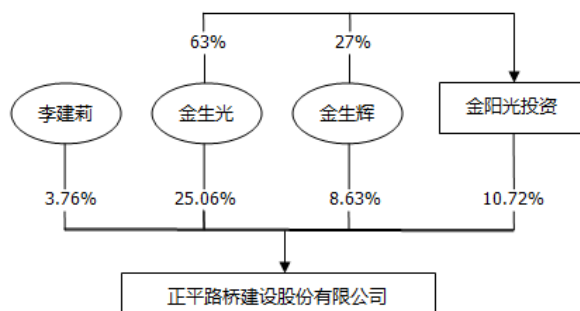 63% 27%
李建莉 金生光 金生辉 金阳光投资
3.76% 25.06% 8.63% 10.72%
正平路桥建设股份有限公司